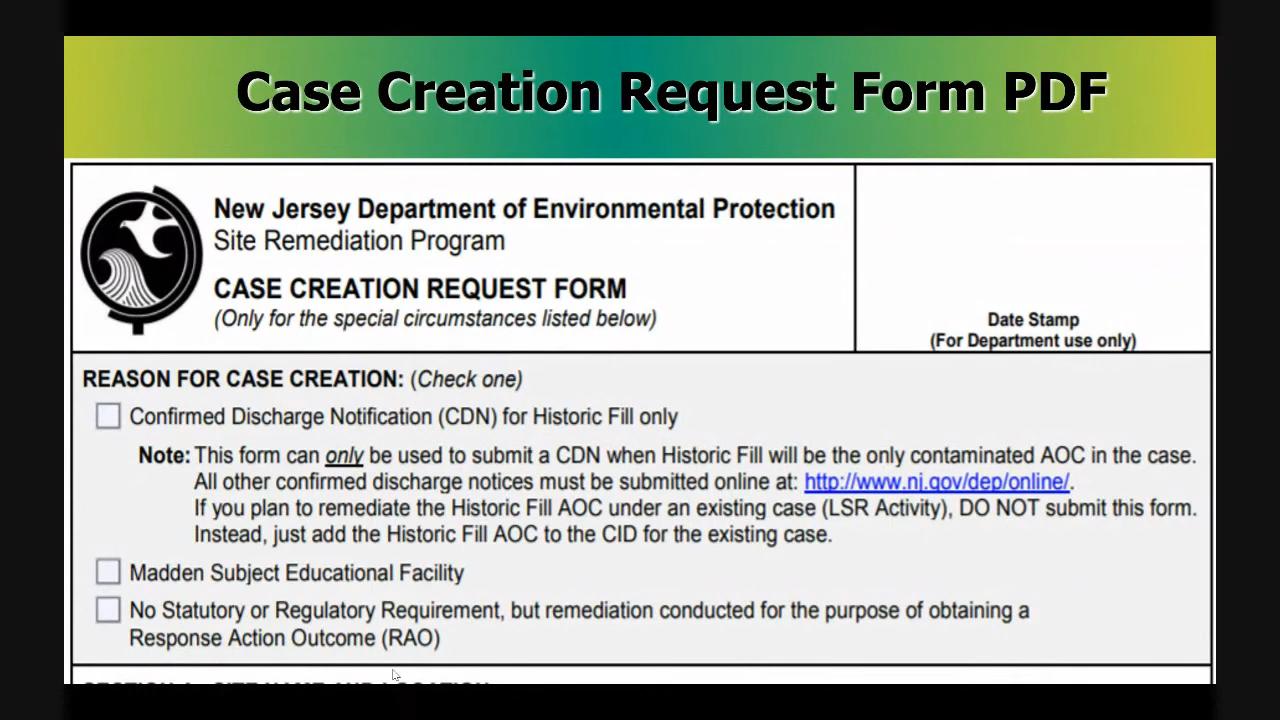 Case Creation Request Form PDF
New Jersey Department of Environmental Protection
Site Remediation Program
CASE CREATION REQUEST FORM
(Only for the special circumstances listed below)
Date Stamp
(For Department use only)
REASON FOR CASE CREATION: (Check one)
Confirmed Discharge Notification (CDN) for Historic Fill only
Note: This form can only be used to submit a CDN when Historic Fill will be the only contaminated AOC in the case.
All other confirmed discharge notices must be submitted online at: http://www.nj.gov/dep/online/.
If you plan to remediate the Historic Fill AOC under an existing case (LSR Activity), DO NOT submit this form.
Instead, just add the Historic Fill AOC to the CID for the existing case.
Madden Subject Educational Facility
No Statutory or Regulatory Requirement, but remediation conducted for the purpose of obtaining a
Response Action Outcome (RAO)